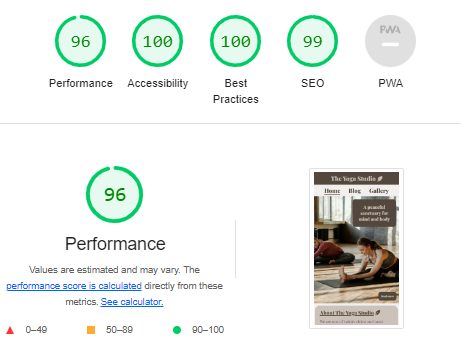 96
100
100
99
PWA
Performance
Accessibility
Best
Practices
SEO
PWA
96
Performance
Values are estimated and may vary. The
performance score is calculated directly from these
metrics. See calculator.
0–49
50–89
90–100
The Yoga Studio
Home Blog Gallery
A peaceful
sanctuary for
mind and body
About The Yoga Studio